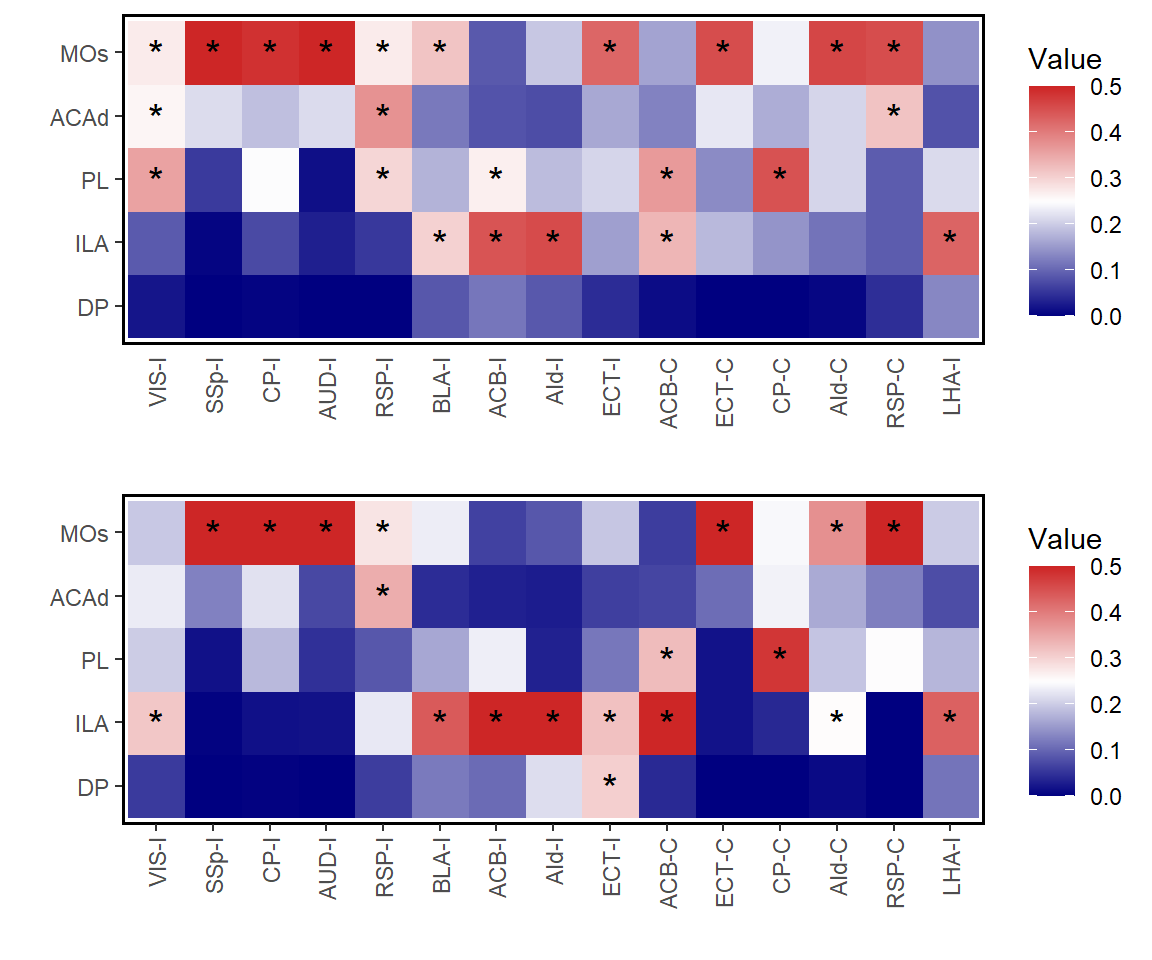 Value
MOs * * * * * * * * * *
ACAd * * *
PL * * * * *
ILA * * * * *
DP
0.5
0.4
0.3
0.2
0.1
0.0
VIS-I SSp-I CP-I AUD-I RSP-I BLA-I ACB-I AId-I ECT-I ACB-C ECT-C CP-C AId-C RSP-C LHA-I
Value
MOs * * * * * * *
ACAd *
PL * *
ILA * * * * * * *
DP *
0.5
0.4
0.3
0.2
0.1
0.0
VIS-I SSp-I CP-I AUD-I RSP-I BLA-I ACB-I AId-I ECT-I ACB-C ECT-C CP-C AId-C RSP-C LHA-I